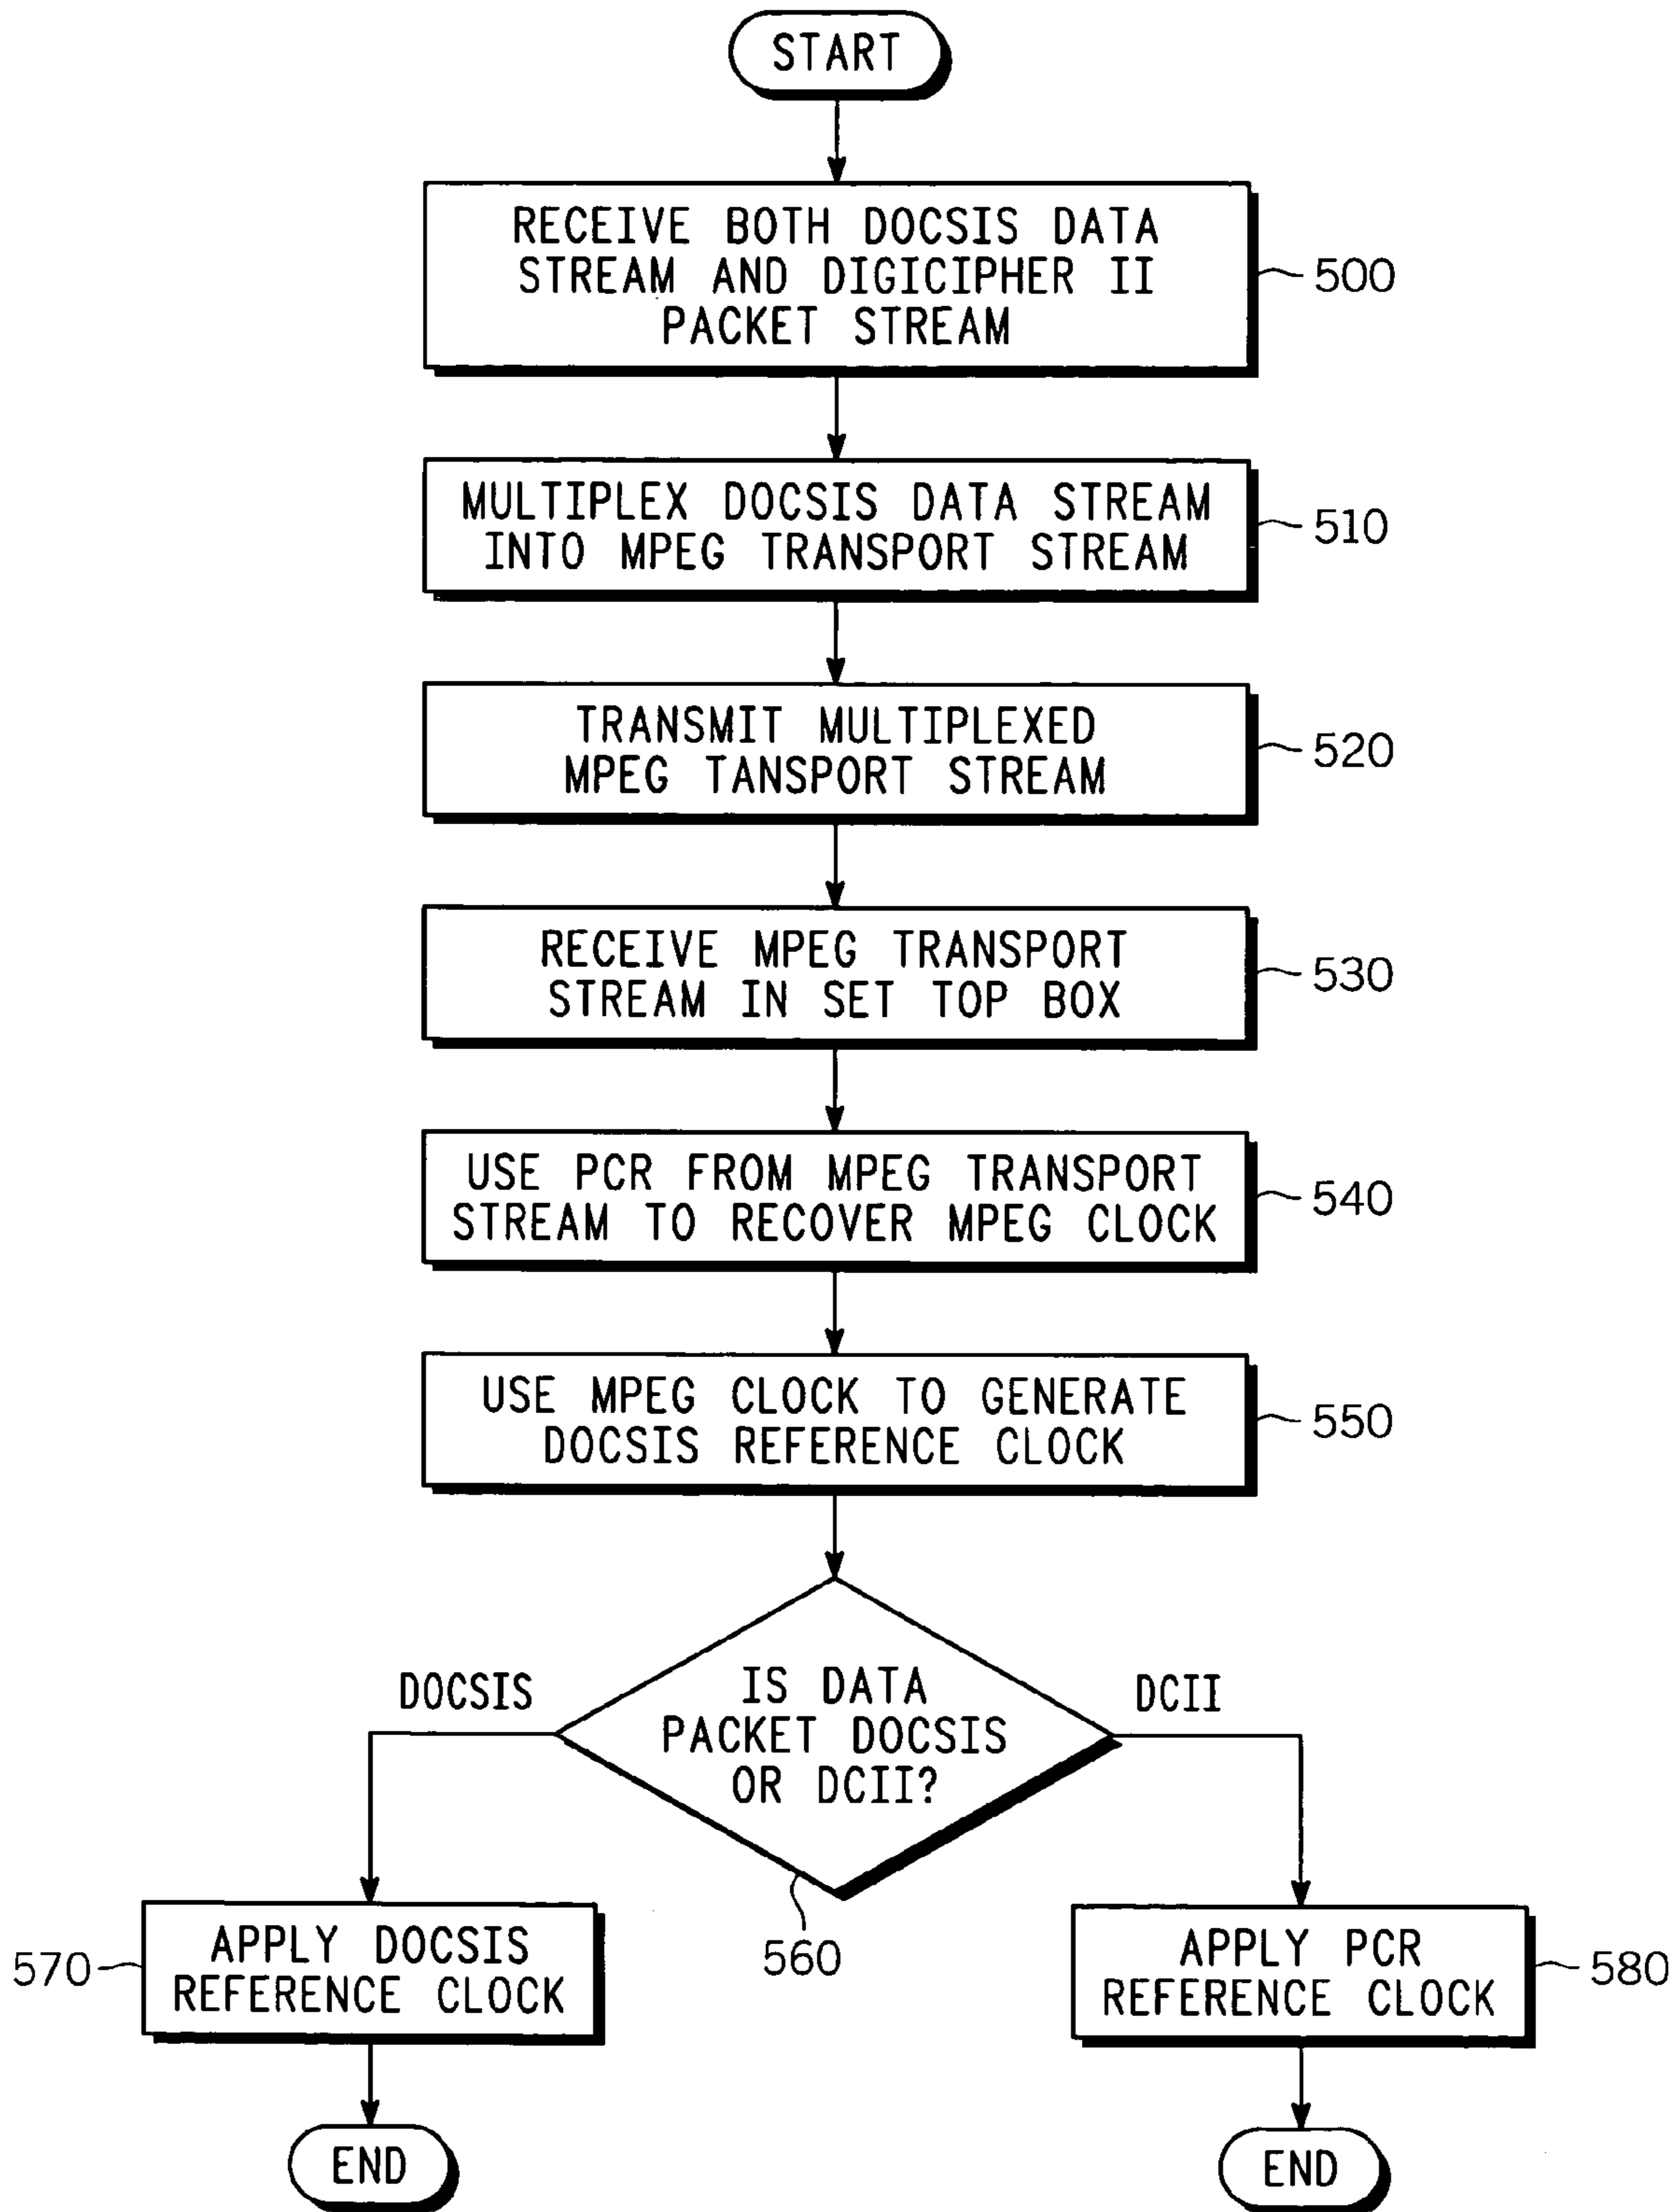 START
RECEIVE BOTH DOCSIS DATA
STREAM AND DIGICIPHER II
PACKET STREAM
500
MULTIPLEX DOCSIS DATA STREAM
INTO MPEG TRANSPORT STREAM
510
TRANSMIT MULTIPLEXED
MPEG TANSPORT STREAM
520
RECEIVE MPEG TRANSPORT
STREAM IN SET TOP BOX
530
USE PCR FROM MPEG TRANSPORT
STREAM TO RECOVER MPEG CLOCK
540
USE MPEG CLOCK TO GENERATE
DOCSIS REFERENCE CLOCK
550
DOCSIS
IS DATA
PACKET DOCSIS
OR DCII?
DCII
560
570
APPLY DOCSIS
REFERENCE CLOCK
APPLY PCR
REFERENCE CLOCK
580
END
END